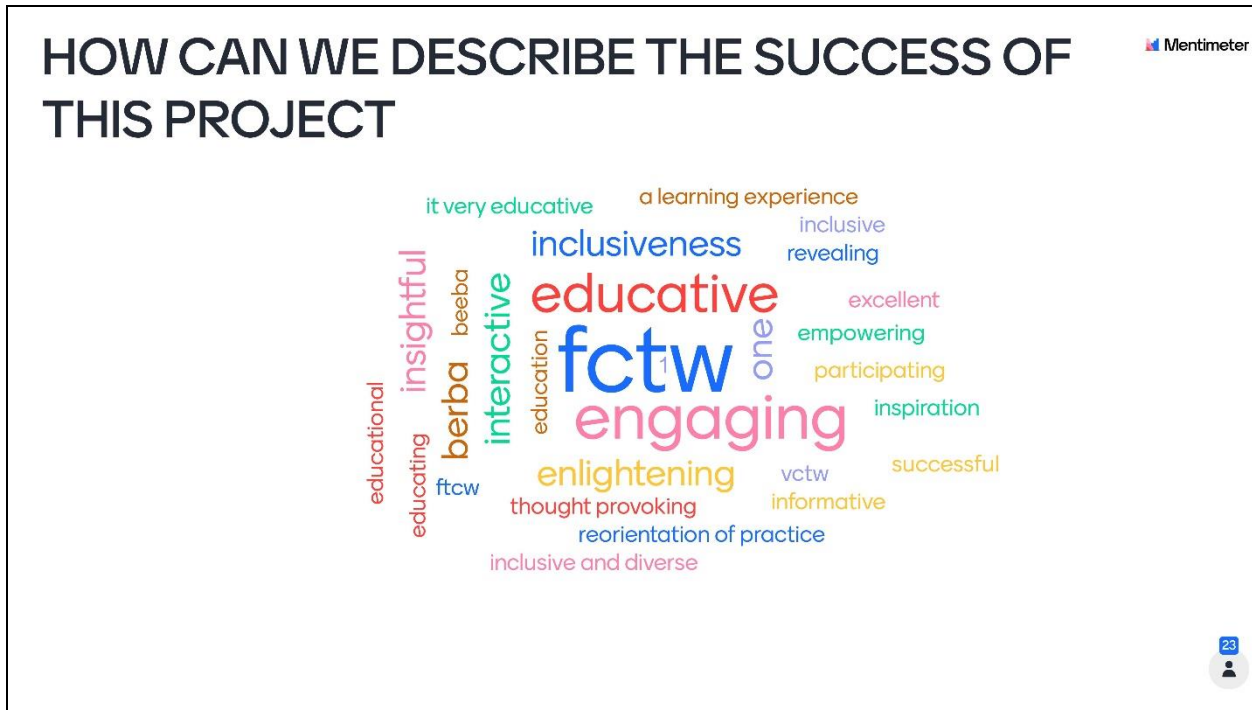 HOW CAN WE DESCRIBE THE SUCCESS OF
THIS PROJECT
Mentimeter
it very educative
a learning experience
inclusive
inclusiveness
revealing
insightful
beeba
interactive
educative
excellent
empowering
one
fctw
1
education
berba
participating
engaging
inspiration
educational
educating
ftcw
enlightening
vctw
successful
informative
thought provoking
reorientation of practice
inclusive and diverse
23